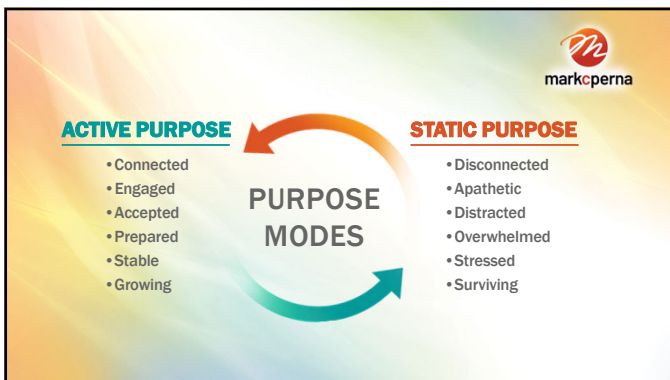 markcperna
ACTIVE PURPOSE
•Connected
•Engaged
•Accepted
•Prepared
•Stable
•Growing
PURPOSE
MODES
STATIC PURPOSE
•Disconnected
•Apathetic
•Distracted
•Overwhelmed
•Stressed
•Surviving